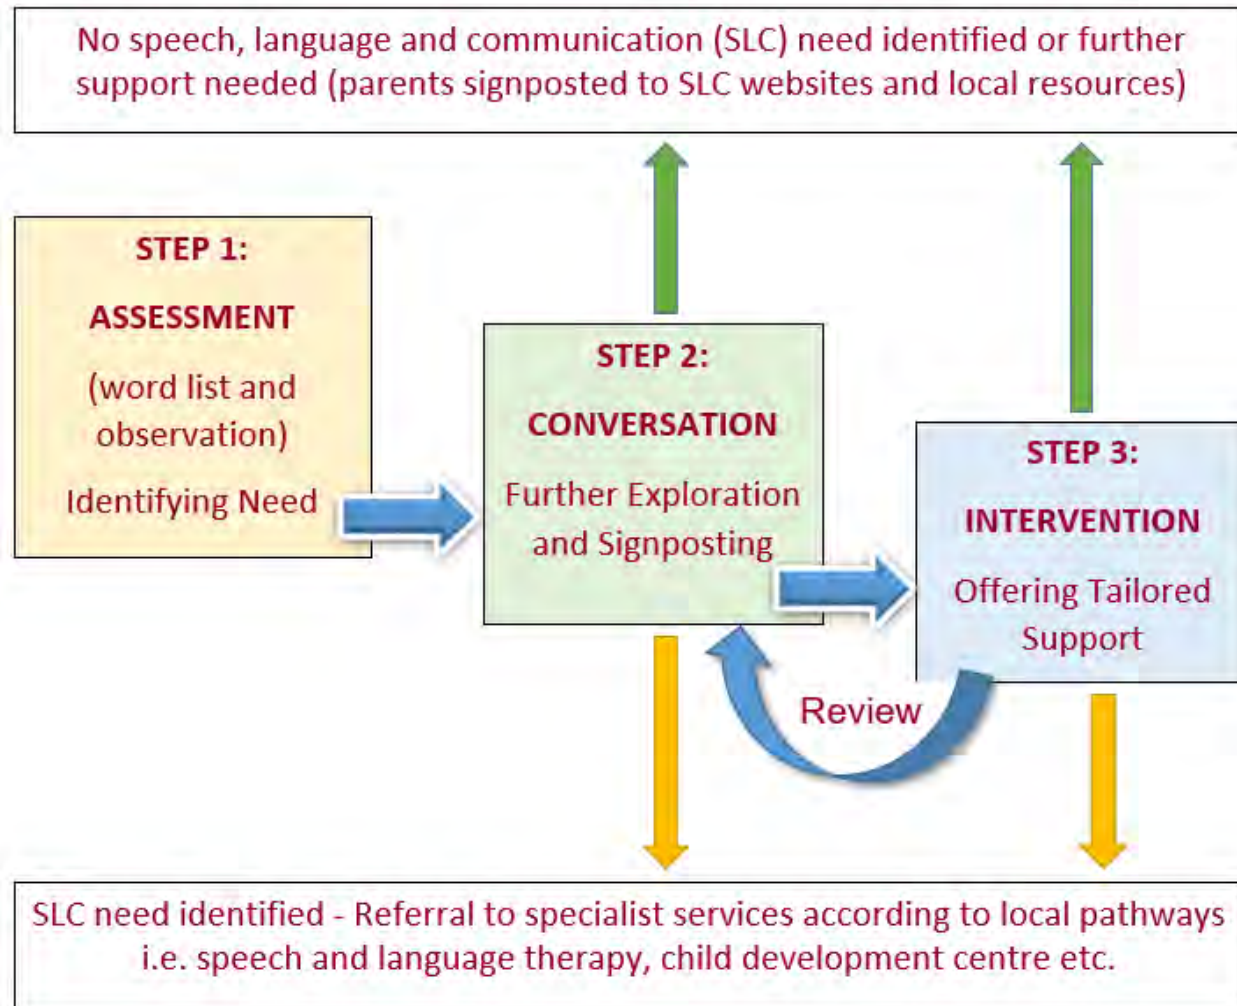 No speech, language and communication (SLC) need identified or further
support needed (parents signposted to SLC websites and local resources)
STEP 1:
ASSESSMENT
(word list and
observation)
Identifying Need
STEP 2:
CONVERSATION
Further Exploration
and Signposting
STEP 3:
INTERVENTION
Offering Tailored
Support
Review
SLC need identified - Referral to specialist services according to local pathways
i.e. speech and language therapy, child development centre etc.